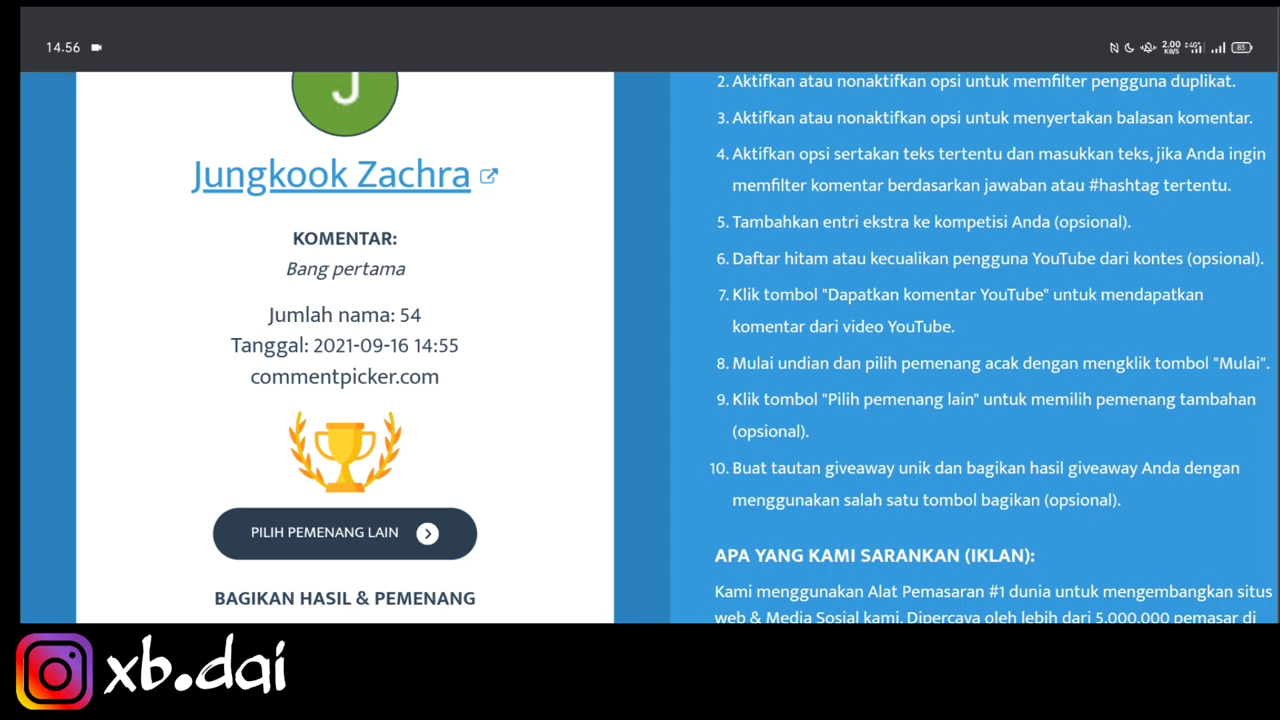 14.56
2.00
KB/S
4G+
83
J
Jungkook Zachra
KOMENTAR:
Bang pertama
Jumlah nama: 54
Tanggal: 2021-09-16 14:55
commentpicker.com
PILIH PEMENANG LAIN
BAGIKAN HASIL & PEMENANG
2. Aktifkan atau nonaktifkan opsi untuk memfilter pengguna duplikat.
3. Aktifkan atau nonaktifkan opsi untuk menyertakan balasan komentar.
4. Aktifkan opsi sertakan teks tertentu dan masukkan teks, jika Anda ingin
memfilter komentar berdasarkan jawaban atau #hashtag tertentu.
5. Tambahkan entri ekstra ke kompetisi Anda (opsional).
6. Daftar hitam atau kecualikan pengguna YouTube dari kontes (opsional).
7. Klik tombol "Dapatkan komentar YouTube" untuk mendapatkan
komentar dari video YouTube.
8. Mulai undian dan pilih pemenang acak dengan mengklik tombol "Mulai".
9. Klik tombol "Pilih pemenang lain" untuk memilih pemenang tambahan
(opsional).
10. Buat tautan giveaway unik dan bagikan hasil giveaway Anda dengan
menggunakan salah satu tombol bagikan (opsional).
APA YANG KAMI SARANKAN (IKLAN):
Kami menggunakan Alat Pemasaran #1 dunia untuk mengembangkan situs
web & Media Sosial kami. Dipercaya oleh lebih dari 5.000.000 pemasar di
xb.dai